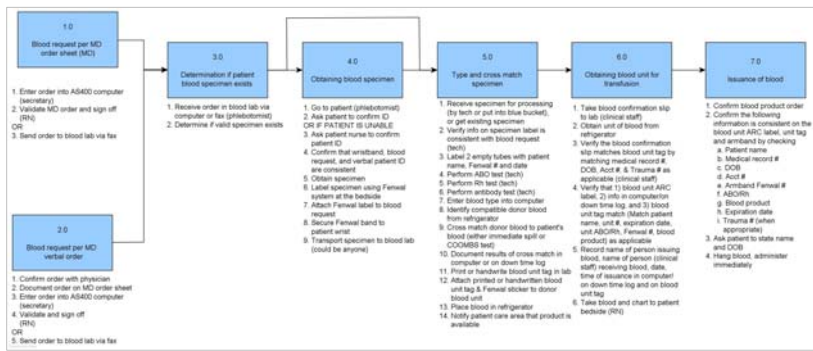 1.0
Blood request per MD
order sheet (MD)
1. Enter order into AS400 computer
(secretary)
2. Validate MD order and sign off
(RN)
OR
3. Send order to blood lab via fax
2.0
Blood request per MD
verbal order
1. Confirm order with physician
2. Document order on MD order sheet
3. Enter order into AS400 computer
(secretary)
4. Validate and sign off
(RN)
OR
5. Send order to blood lab via fax
3.0
Determination if patient
blood specimen exists
1. Receive order in blood lab via
computer or fax (phlebotomist)
2. Determine if valid specimen exists
4.0
Obtaining blood specimen
1. Go to patient (phlebotomist)
2. Ask patient to confirm ID
OR IF PATIENT IS UNABLE
3. Ask patient nurse to confirm
patient ID
4. Confirm that wristband, blood
request, and verbal patient ID
are consistent
5. Obtain specimen
6. Label specimen using Fenwal
system at the bedside
7. Attach Fenwal label to blood
request
8. Secure Fenwal band to
patient wrist
9. Transport specimen to blood lab
(could be anyone)
5.0
Type and cross match
specimen
1. Receive specimen for processing
(by tech or put into blue bucket),
or get existing specimen
2. Verify info on specimen label is
consistent with blood request
(tech)
3. Label 2 empty tubes with patient
name, Fenwal # and date
4. Perform ABO test (tech)
5. Perform Rh test (tech)
6. Perform antibody test (tech)
7. Enter blood type into computer
8. Identify compatible donor blood
from refrigerator
9. Cross match donor blood to patient's
blood (either immediate spill or
COOMBS test)
10. Document results of cross match in
computer or on down time log
11. Print or handwrite blood unit tag in lab
12. Attach printed or handwritten blood
unit tag & Fenwal sticker to donor
blood unit
13. Place blood in refrigerator
14. Notify patient care area that product is
available
6.0
Obtaining blood unit for
transfusion
1. Take blood confirmation slip
to lab (clinical staff)
2. Obtain unit of blood from
refrigerator
3. Verify the blood confirmation
slip matches blood unit tag by
matching medical record #,
DOB, Acct #, & Trauma # as
applicable (clinical staff)
4. Verify that 1) blood unit ARC
label, 2) info in computer/on
down time log, and 3) blood
unit tag match (Match patient
name, unit #, expiration date,
unit ABO/Rh, Fenwal #, blood
product) as applicable
5. Record name of person issuing
blood, name of person (clinical
staff) receiving blood, date,
time of issuance in computer/
on down time log and on blood
unit tag
6. Take blood and chart to patient
bedside (RN)
7.0
Issuance of blood
1. Confirm blood product order
2. Confirm the following
information is consistent on the
blood unit ARC label, unit tag
and armband by checking
a. Patient name
b. Medical record #
c. DOB
d. Acct #
e. Armband Fenwal #
f. ABO/Rh
g. Blood product
h. Expiration date
i. Trauma # (when
appropriate)
3. Ask patient to state name
and DOB
4. Hang blood, administer
immediately